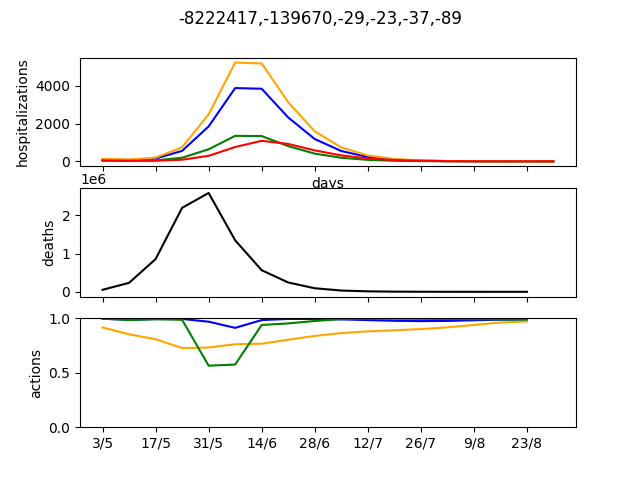 -8222417,-139670,-29,-23,-37,-89
hospitalizations
4000
2000
0
days
1e6
deaths
2
1
0
actions
1.0
0.5
0.0
3/5 17/5 31/5 14/6 28/6 12/7 26/7 9/8 23/8